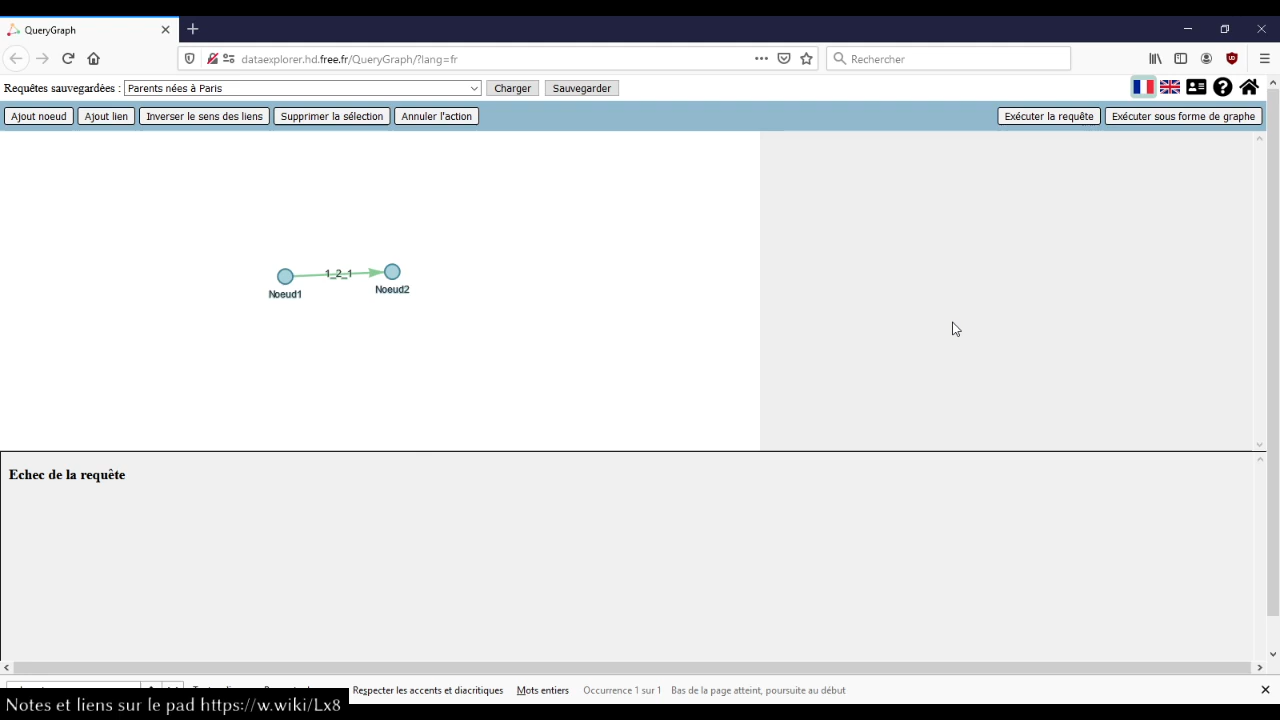 QueryGraph
dataexplorer.hd.free.fr/QueryGraph/?lang=fr
Rechercher
Requêtes sauvegardées : Parents nées à Paris Charger Sauvegarder
Ajout noeud Ajout lien Inverser le sens des liens Supprimer la sélection Annuler l'action Exécuter la requête Exécuter sous forme de graphe
1_2_1
Noeud1 Noeud2
Echec de la requête
Respecter les accents et diacritiques Mots entiers Occurrence 1 sur 1 Bas de la page atteint, poursuite au début
Notes et liens sur le pad https://w.wiki/Lx8